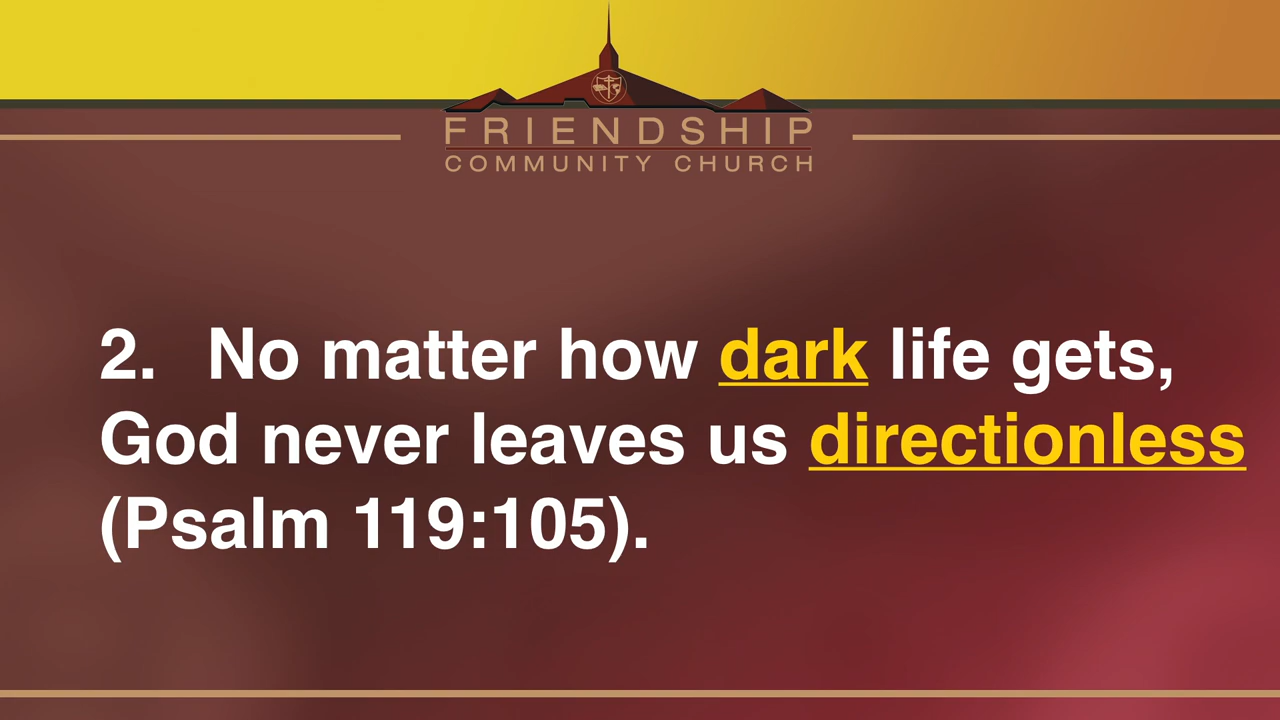 FRIENDSHIP
COMMUNITY CHURCH
2. No matter how dark life gets,
God never leaves us directionless
(Psalm 119:105).